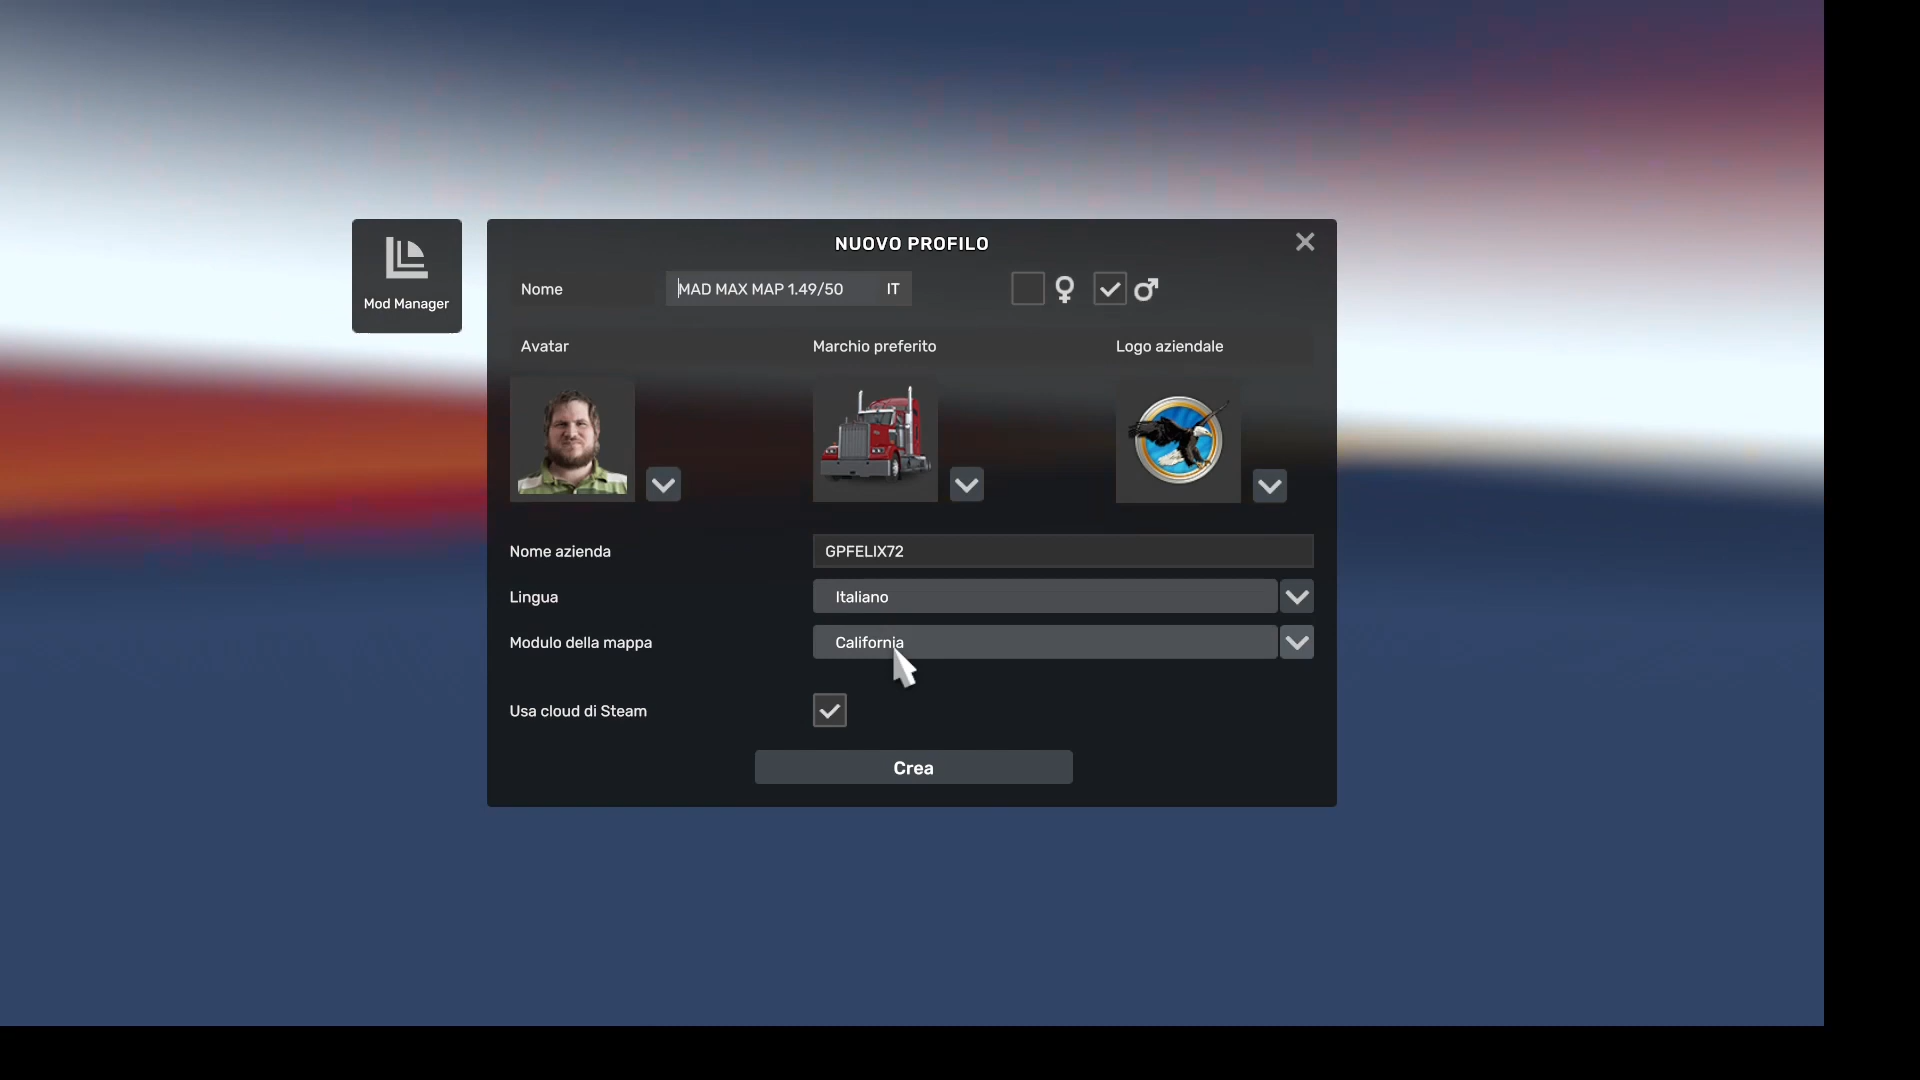 NUOVO PROFILO
Mod Manager
Nome
MAD MAX MAP 1.49/50
IT
Avatar
Marchio preferito
Logo aziendale
Nome azienda
GPFELIX72
Lingua
Italiano
Modulo della mappa
California
Usa cloud di Steam
Crea